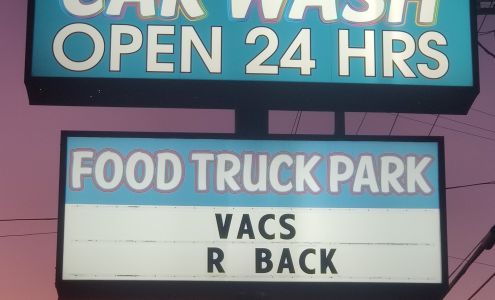 CAR WASH
OPEN 24 HRS
FOOD TRUCK PARK
VACS
R BACK